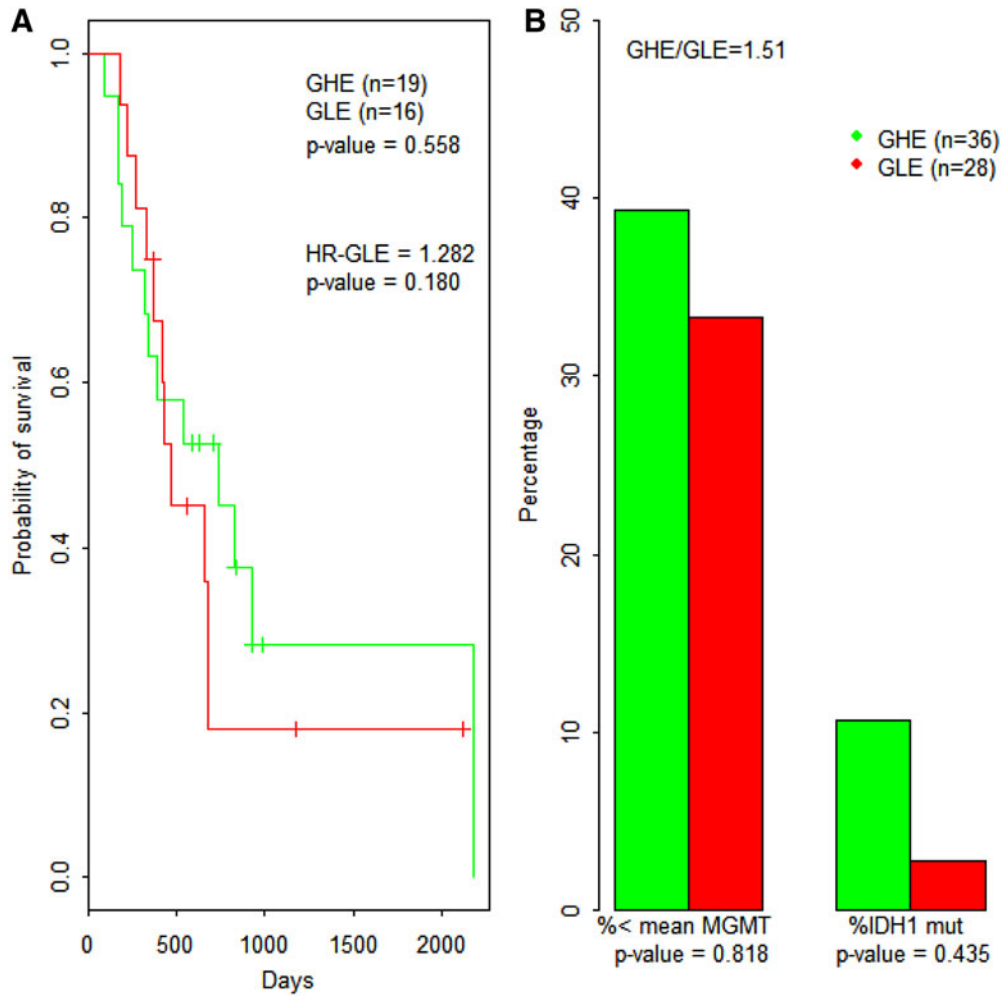 A
GHE (n=19)
GLE (n=16)
p-value = 0.558
HR-GLE = 1.282
p-value = 0.180
Probability of survival
1.0
0.8
0.6
0.4
0.2
0.0
0 500 1000 1500 2000
Days
B
GHE/GLE=1.51
GHE (n=36)
GLE (n=28)
Percentage
50
40
30
20
10
0
%< mean MGMT
p-value = 0.818
%IDH1 mut
p-value = 0.435